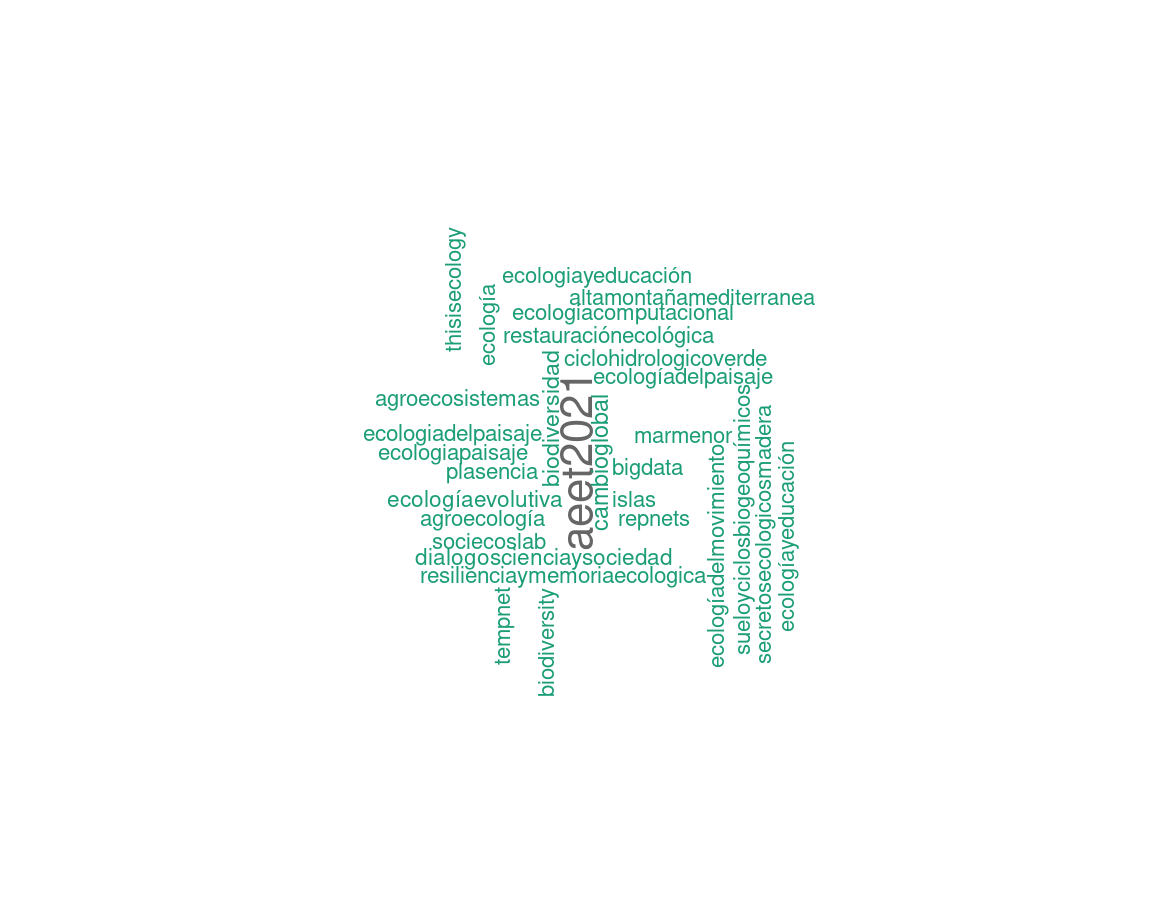 thisisecology
ecología
ecologiayeducación
altamontañamediterranea
ecologíacomputacional
restauraciónecológica
ciclohidrologicoverde
ecologíadelpaisaje
biodiversidad
aeet2021
cambioglobal
agroecosistemas
ecologiadelpaisaje
ecologiapaisaje
plasencia
marmenor
bigdata
ecologíaevolutiva
islas
agroecología
repnets
sociecoslab
dialogoscienciaysociedad
resilienciaymemoriaecologica
ecologíadelmovimiento
sueloyciclosbiogeoquímicos
secretosecologicosmadera
ecologíayeducación
tempnet
biodiversity